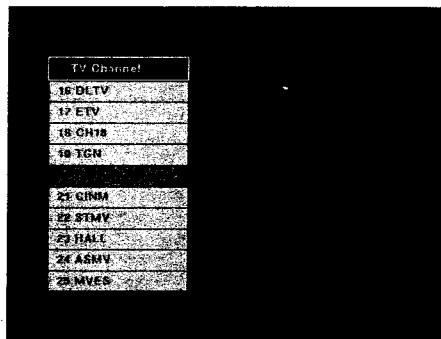 TV Channel
16 DLTV
17 ETV
18 CH18
19 TGN
21 CINM
22 STMV
23 HALL
24 ASMV
25 MVES